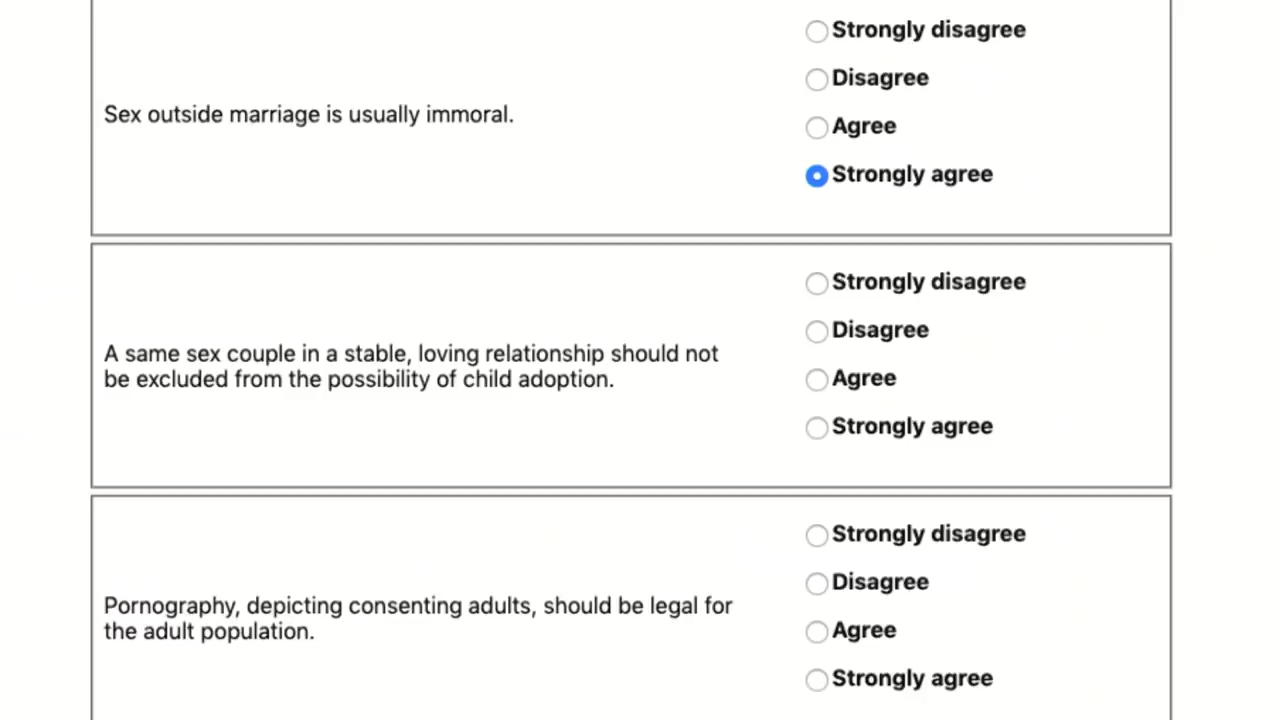 Strongly disagree
Disagree
Sex outside marriage is usually immoral.
Agree
Strongly agree
Strongly disagree
Disagree
A same sex couple in a stable, loving relationship should not
be excluded from the possibility of child adoption.
Agree
Strongly agree
Strongly disagree
Disagree
Pornography, depicting consenting adults, should be legal for
the adult population.
Agree
Strongly agree